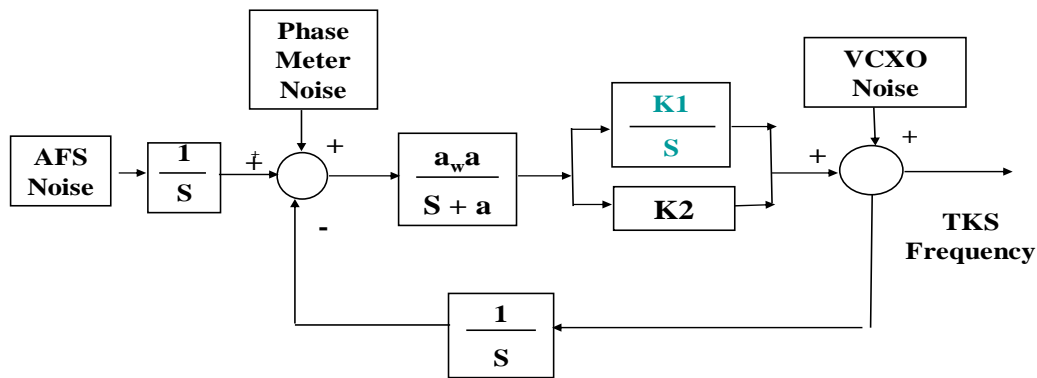 Phase
Meter
Noise
VCXO
Noise
K1
S
+
+
AFS
Noise
1
S
+
+
a_w a
S + a
+
K2
-
TKS
Frequency
1
S